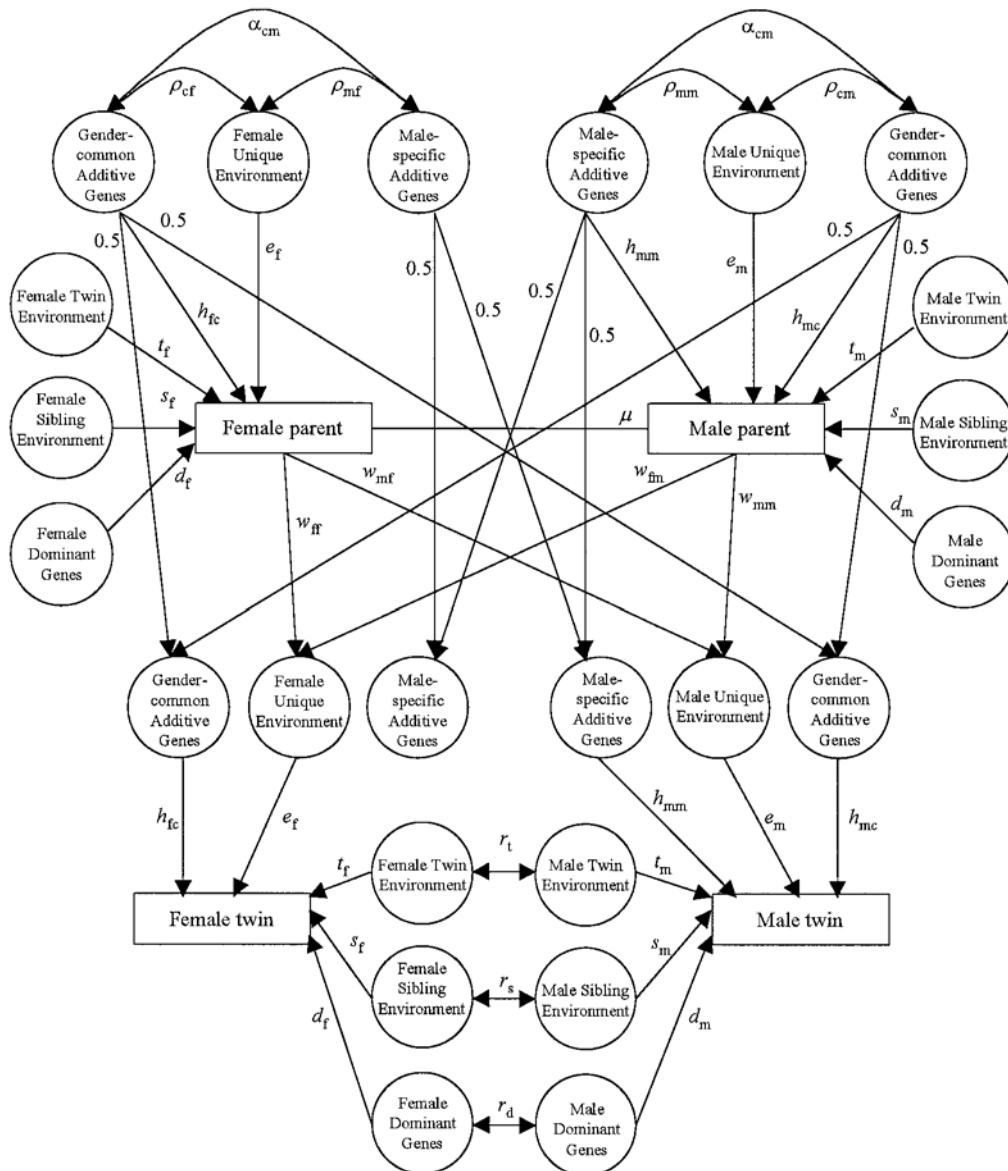 α_cm
α_cm
ρ_cf
ρ_mf
ρ_mm
ρ_cm
Gender-
common
Additive
Genes
Female
Unique
Environment
Male-
specific
Additive
Genes
Male-
specific
Additive
Genes
Male Unique
Environment
Gender-
common
Additive
Genes
0.5
0.5
e_f
0.5
0.5
h_mm
0.5
0.5
e_m
0.5
0.5
Female Twin
Environment
h_fc
t_f
h_mc
t_m
Male Twin
Environment
Female
Sibling
Environment
s_f
Female parent
μ
Male parent
s_m
Male Sibling
Environment
d_f
w_mf
w_fm
d_m
Female
Dominant
Genes
w_ff
w_mm
Male
Dominant
Genes
Gender-
common
Additive
Genes
Female
Unique
Environment
Male-
specific
Additive
Genes
Male-
specific
Additive
Genes
Male Unique
Environment
Gender-
common
Additive
Genes
h_fc
e_f
h_mm
e_m
h_mc
t_f
Female Twin
Environment
r_t
Male Twin
Environment
t_m
Female twin
Male twin
s_f
Female
Sibling
Environment
r_s
Male Sibling
Environment
s_m
d_f
d_m
Female
Dominant
Genes
r_d
Male
Dominant
Genes